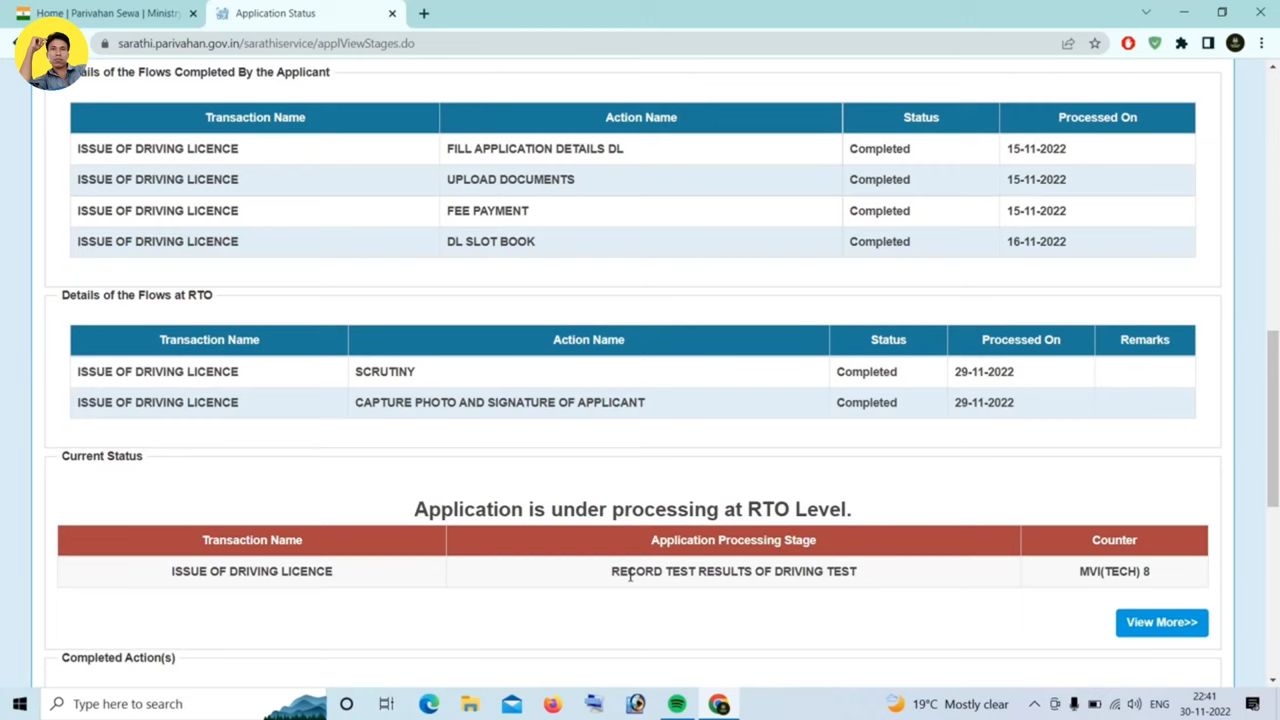 Home | Parivahan Sewa | Ministry
Application Status
sarathi.parivahan.gov.in/sarathiservice/applViewStages.do
ails of the Flows Completed By the Applicant
Transaction Name Action Name Status Processed On
ISSUE OF DRIVING LICENCE FILL APPLICATION DETAILS DL Completed 15-11-2022
ISSUE OF DRIVING LICENCE UPLOAD DOCUMENTS Completed 15-11-2022
ISSUE OF DRIVING LICENCE FEE PAYMENT Completed 15-11-2022
ISSUE OF DRIVING LICENCE DL SLOT BOOK Completed 16-11-2022
Details of the Flows at RTO
Transaction Name Action Name Status Processed On Remarks
ISSUE OF DRIVING LICENCE SCRUTINY Completed 29-11-2022
ISSUE OF DRIVING LICENCE CAPTURE PHOTO AND SIGNATURE OF APPLICANT Completed 29-11-2022
Current Status
Application is under processing at RTO Level.
Transaction Name Application Processing Stage Counter
ISSUE OF DRIVING LICENCE RECORD TEST RESULTS OF DRIVING TEST MVI(TECH) 8
View More>>
Completed Action(s)
Type here to search
19°C Mostly clear
ENG
22:41
30-11-2022